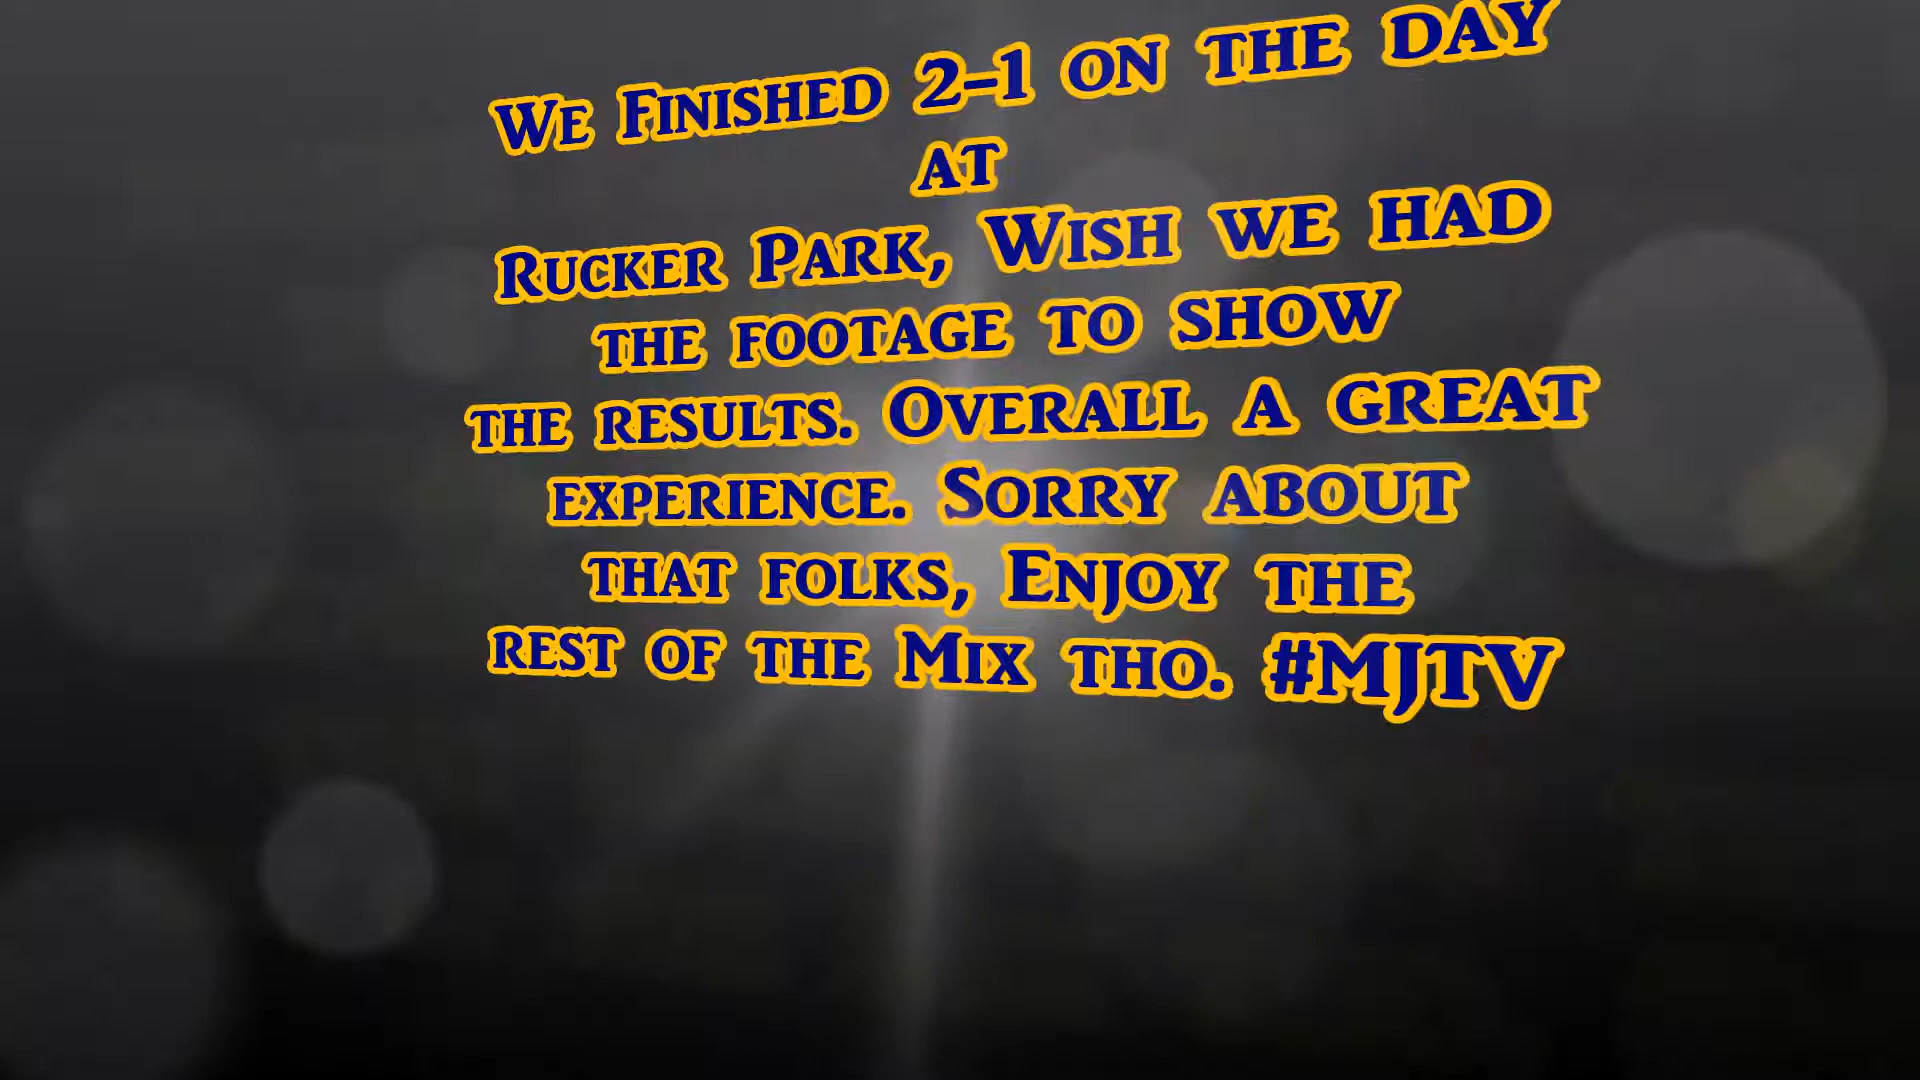 We Finished 2-1 on the day
at
Rucker Park, Wish we had
the footage to show
the results. Overall a great
experience. Sorry about
that folks, Enjoy the
rest of the Mix tho. #MJTV